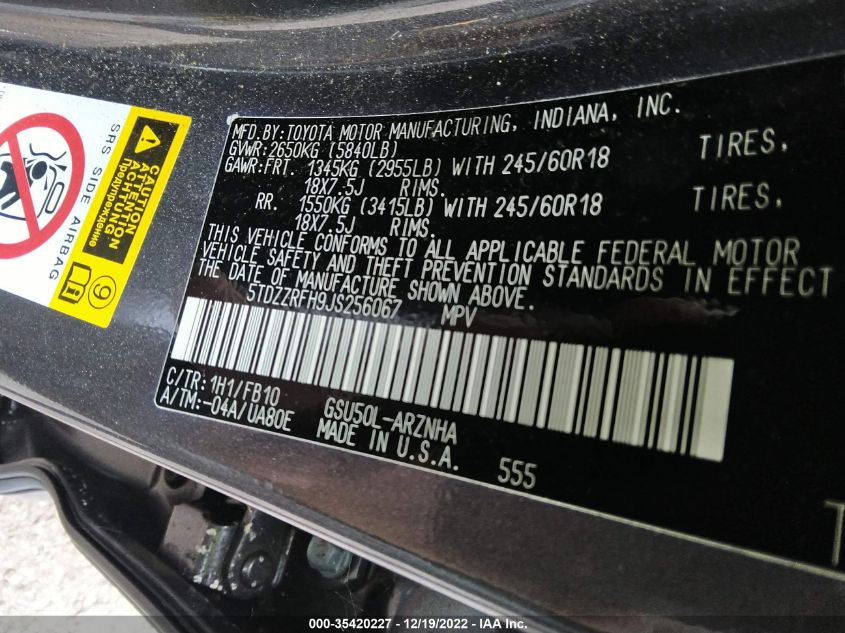 SRS SIDE AIRBAG
CAUTION
ATTENTION
ACHTUNG
Предупреждение
9
MFD.BY:TOYOTA MOTOR MANUFACTURING, INDIANA, INC.
GVWR:2650KG (5840LB)
GAWR:FRT. 1345KG (2955LB) WITH 245/60R18 TIRES,
18X7.5J RIMS.
RR. 1550KG (3415LB) WITH 245/60R18 TIRES,
18X7.5J RIMS.
THIS VEHICLE CONFORMS TO ALL APPLICABLE FEDERAL MOTOR
VEHICLE SAFETY AND THEFT PREVENTION STANDARDS IN EFFECT
THE DATE OF MANUFACTURE SHOWN ABOVE.
5TDZZRFH9JS256067 MPV
C/TR:1H1/FB10 GSU50L-ARZNHA
A/TM:-04A/UA80E MADE IN U.S.A. 555
000-35420227 - 12/19/2022 - IAA Inc.